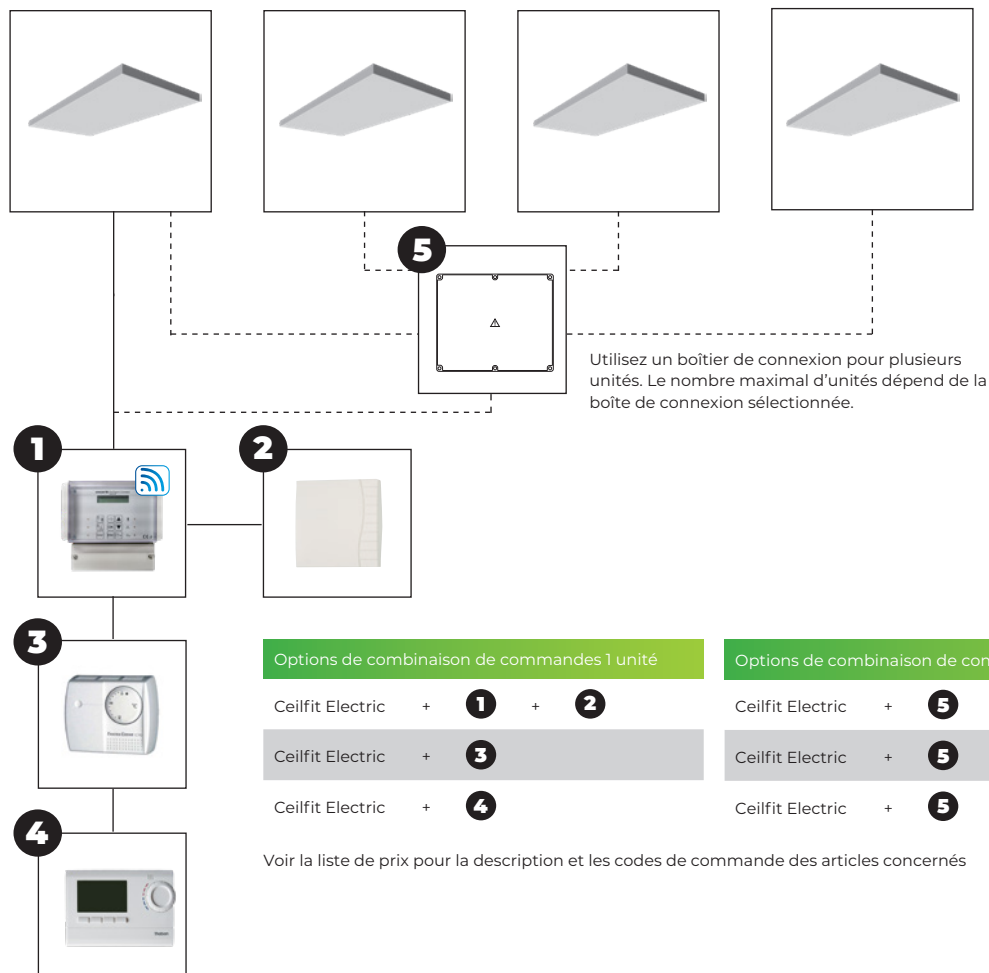 5
Utilisez un boîtier de connexion pour plusieurs
unités. Le nombre maximal d'unités dépend de la
boîte de connexion sélectionnée.
1
2
3
Options de combinaison de commandes 1 unité
Ceilfit Electric + 1 + 2
Ceilfit Electric + 3
Ceilfit Electric + 4
Options de combinaison de con
Ceilfit Electric + 5
Ceilfit Electric + 5
Ceilfit Electric + 5
4
Voir la liste de prix pour la description et les codes de commande des articles concernés